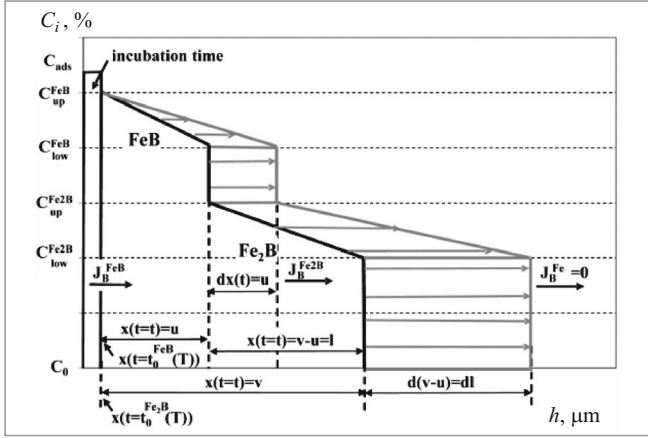 C_i, %
C_ads
incubation time
C_up^FeB
FeB
C_low^FeB
C_up^Fe2B
Fe₂B
C_low^Fe2B
J_B^FeB
dx(t)=u
J_B^Fe2B
J_B^Fe =0
x(t=t)=u
x(t=t)=v-u=l
x(t=t_0^FeB(T))
C_0
x(t=t)=v
d(v-u)=dl
x(t=t_0^Fe₂B(T))
h, μm